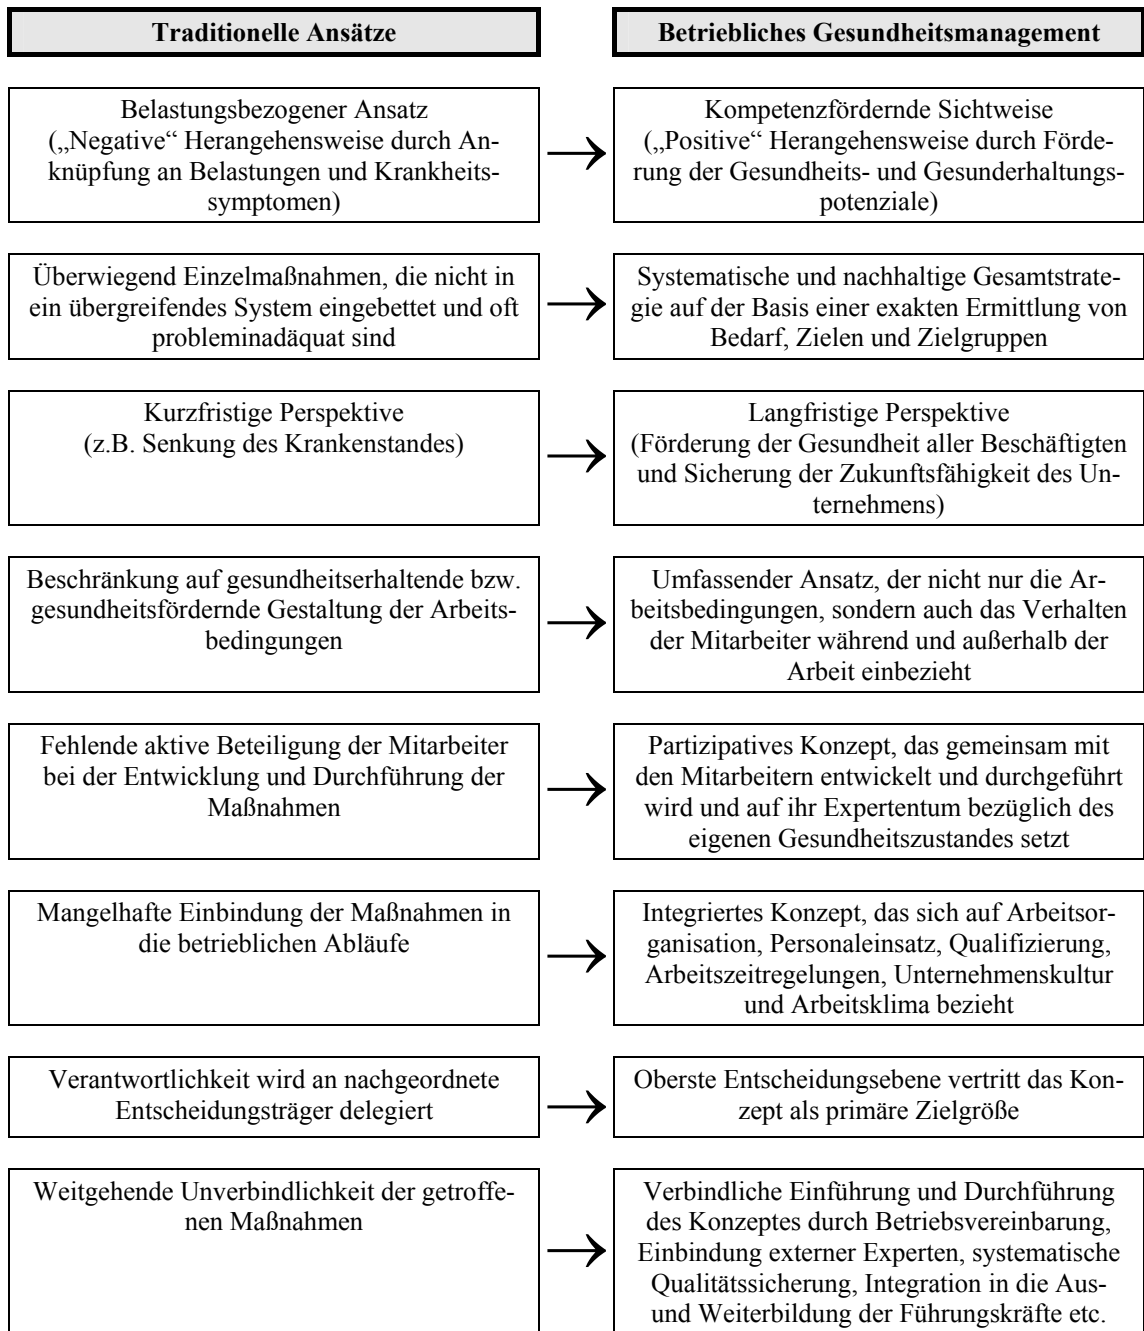 Traditionelle Ansätze
Betriebliches Gesundheitsmanagement
Belastungsbezogener Ansatz
(„Negative“ Herangehensweise durch An-
knüpfung an Belastungen und Krankheits-
symptomen)
Kompetenzfördernde Sichtweise
(„Positive“ Herangehensweise durch Förde-
rung der Gesundheits- und Gesunderhaltungs-
potenziale)
Überwiegend Einzelmaßnahmen, die nicht in
ein übergreifendes System eingebettet und oft
probleminadäquat sind
Systematische und nachhaltige Gesamtstrate-
gie auf der Basis einer exakten Ermittlung von
Bedarf, Zielen und Zielgruppen
Kurzfristige Perspektive
(z.B. Senkung des Krankenstandes)
Langfristige Perspektive
(Förderung der Gesundheit aller Beschäftigten
und Sicherung der Zukunftsfähigkeit des Un-
ternehmens)
Beschränkung auf gesundheitserhaltende bzw.
gesundheitsfördernde Gestaltung der Arbeits-
bedingungen
Umfassender Ansatz, der nicht nur die Ar-
beitsbedingungen, sondern auch das Verhalten
der Mitarbeiter während und außerhalb der
Arbeit einbezieht
Fehlende aktive Beteiligung der Mitarbeiter
bei der Entwicklung und Durchführung der
Maßnahmen
Partizipatives Konzept, das gemeinsam mit
den Mitarbeitern entwickelt und durchgeführt
wird und auf ihr Expertentum bezüglich des
eigenen Gesundheitszustandes setzt
Mangelhafte Einbindung der Maßnahmen in
die betrieblichen Abläufe
Integriertes Konzept, das sich auf Arbeitsor-
ganisation, Personaleinsatz, Qualifizierung,
Arbeitszeitregelungen, Unternehmenskultur
und Arbeitsklima bezieht
Verantwortlichkeit wird an nachgeordnete
Entscheidungsträger delegiert
Oberste Entscheidungsebene vertritt das Kon-
zept als primäre Zielgröße
Weitgehende Unverbindlichkeit der getroffe-
nen Maßnahmen
Verbindliche Einführung und Durchführung
des Konzeptes durch Betriebsvereinbarung,
Einbindung externer Experten, systematische
Qualitätssicherung, Integration in die Aus-
und Weiterbildung der Führungskräfte etc.